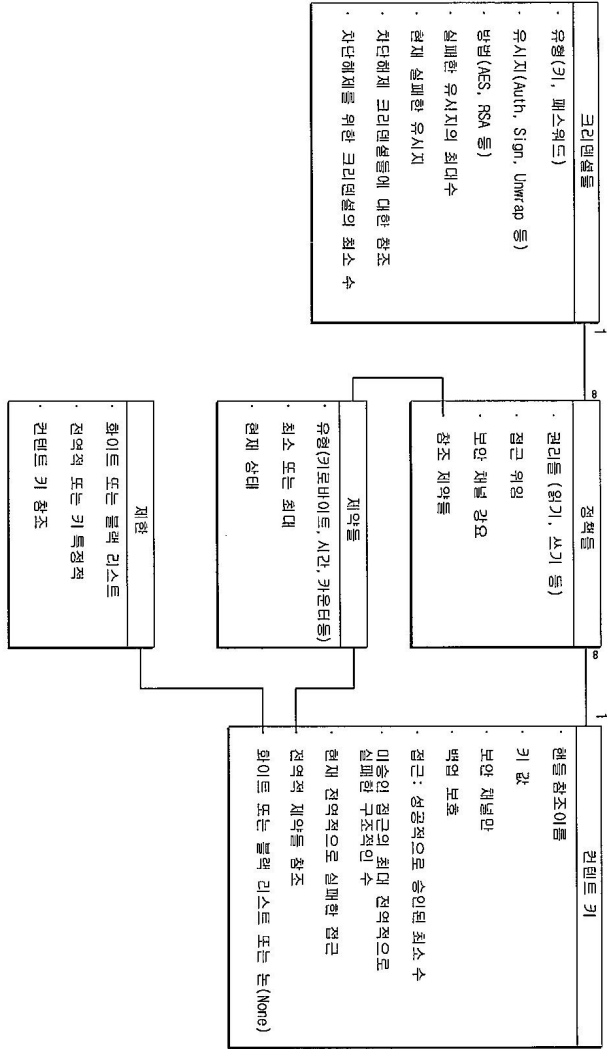 크리덴셜들
· 유형(키, 패스워드)
· 유시지(Auth, Sign, Unwrap 등)
· 방법(AES, RSA 등)
· 실패한 유시지의 최대수
· 현재 실패한 유시지
· 차단해제 크리덴셜들에 대한 참조
· 차단해제를 위한 크리덴셜의 최소 수
1
8
정책들
· 권리들 (읽기, 쓰기 등)
· 접근 위임
· 보안 채널 강요
· 참조 제약들
8
1
제약들
· 유형(키로바이트, 시간, 카운터등)
· 최소 또는 최대
· 현재 상태
제한
· 화이트 또는 블랙 리스트
· 전역적 또는 키 특정적
· 컨텐트 키 참조
컨텐트 키
· 핸들참조이름
· 키 값
· 보안 채널만
· 백업 보호
· 접근: 성공적으로 승인된 최소 수
· 미승인 접근의 최대 전역적으로
실패한 구조적인 수
· 현재 전역적으로 실패한 접근
· 전역적 제약들 참조
· 화이트 또는 블랙 리스트 또는 논(None)